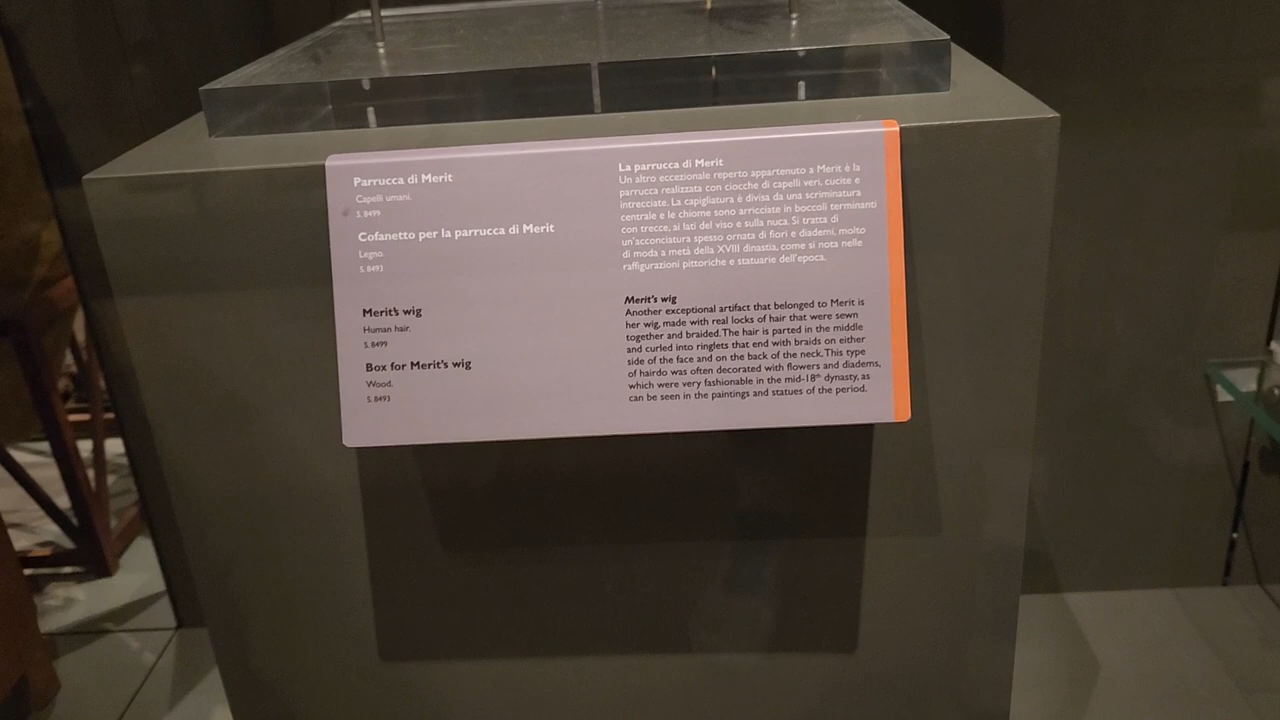 Parrucca di Merit
Capelli umani.
S. 8499
Cofanetto per la parrucca di Merit
Legno.
S. 8493
Merit's wig
Human hair.
S. 8499
Box for Merit's wig
Wood.
S. 8493
La parrucca di Merit
Un altro eccezionale reperto appartenuto a Merit è la
parrucca realizzata con ciocche di capelli veri, cucite e
intrecciate. La capigliatura è divisa da una scriminatura
centrale e le chiome sono arricciate in boccoli terminanti
con trecce, ai lati del viso e sulla nuca. Si tratta di
un'acconciatura spesso ornata di fiori e diademi, molto
di moda a metà della XVIII dinastia, come si nota nelle
raffigurazioni pittoriche e statuarie dell'epoca.
Merit's wig
Another exceptional artifact that belonged to Merit is
her wig, made with real locks of hair that were sewn
together and braided. The hair is parted in the middle
and curled into ringlets that end with braids on either
side of the face and on the back of the neck. This type
of hairdo was often decorated with flowers and diadems,
which were very fashionable in the mid-18th dynasty, as
can be seen in the paintings and statues of the period.